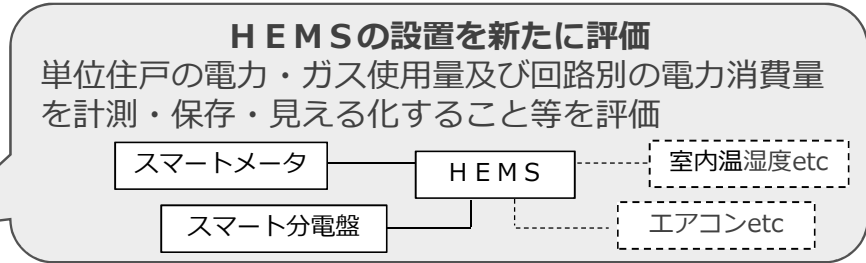 ＨＥＭＳの設置を新たに評価
単位住戸の電力・ガス使用量及び回路別の電力消費量
を計測・保存・見える化すること等を評価
スマートメータ
ＨＥＭＳ
室内温湿度etc
スマート分電盤
エアコンetc